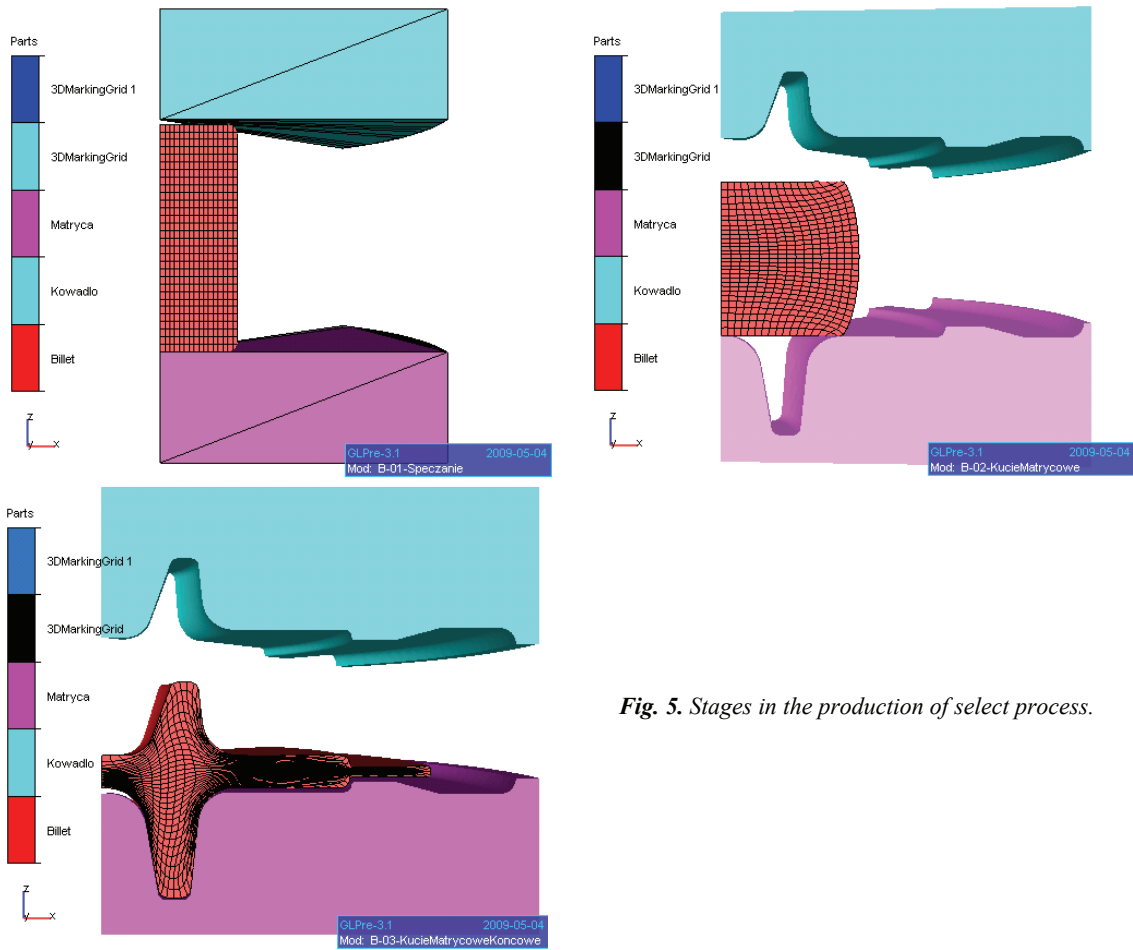 Parts
3DMarkingGrid 1
3DMarkingGrid
Matryca
Kowadlo
Billet
z
y x
GLPre-3.1 2009-05-04
Mod: B-01-Speczanie
Parts
3DMarkingGrid 1
3DMarkingGrid
Matryca
Kowadlo
Billet
z
y x
GLPre-3.1 2009-05-04
Mod: B-02-KucieMatrycowe
Parts
3DMarkingGrid 1
3DMarkingGrid
Matryca
Kowadlo
Billet
z
y x
GLPre-3.1 2009-05-04
Mod: B-03-KucieMatrycoweKoncowe
Fig. 5. Stages in the production of select process.